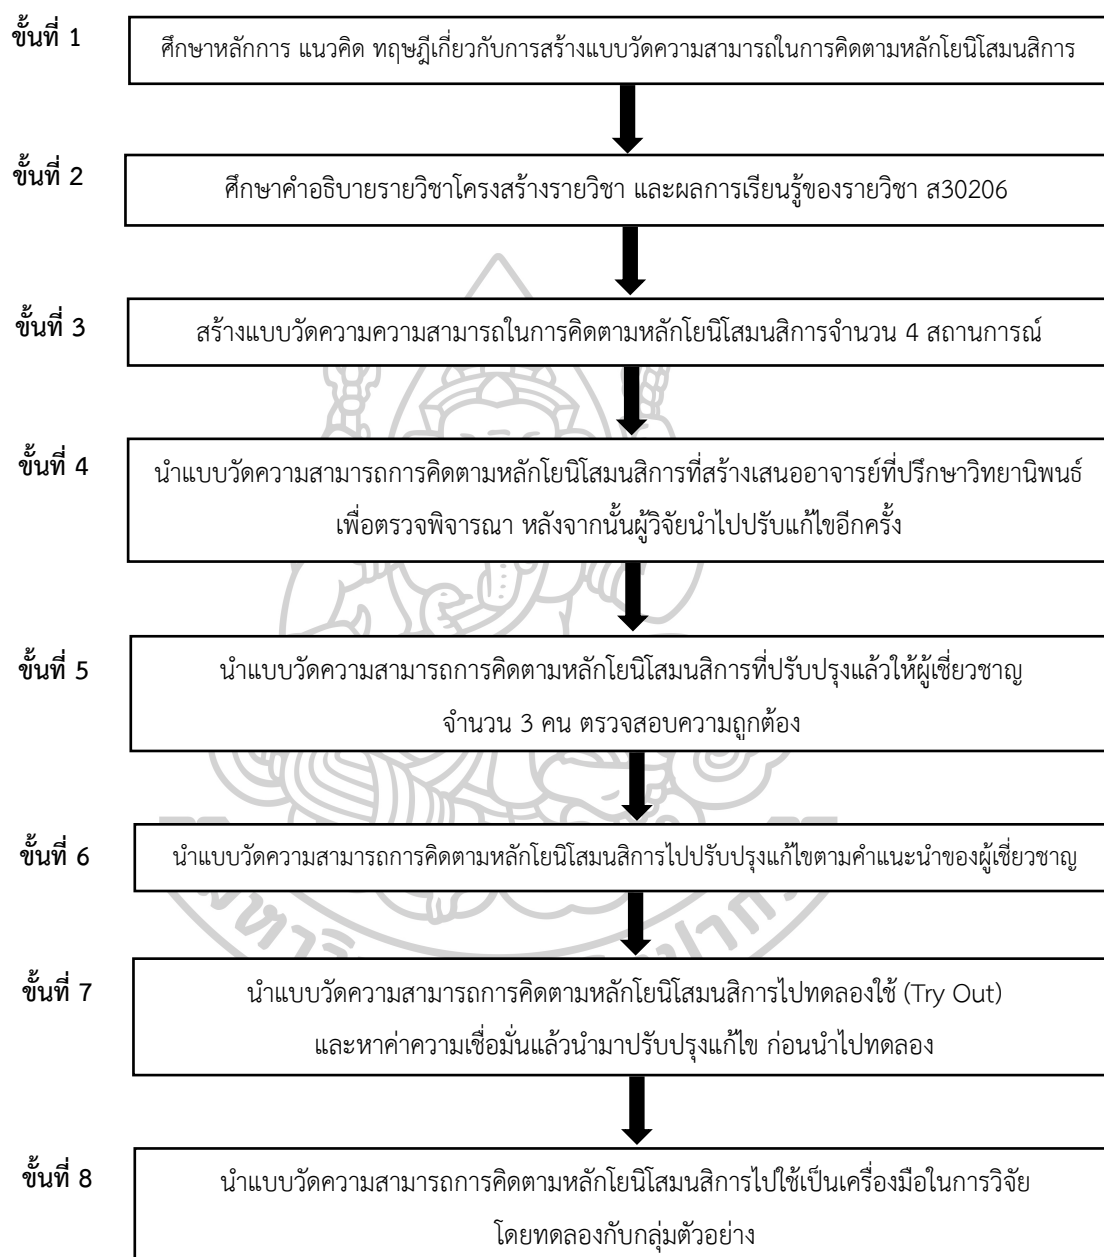 ขั้นที่ 1
ศึกษาหลักการ แนวคิด ทฤษฎีเกี่ยวกับการสร้างแบบวัดความสามารถในการคิดตามหลักโยนิโสมนสิการ
ขั้นที่ 2
ศึกษาคำอธิบายรายวิชาโครงสร้างรายวิชา และผลการเรียนรู้ของรายวิชา ส30206
ขั้นที่ 3
สร้างแบบวัดความความสามารถในการคิดตามหลักโยนิโสมนสิการจำนวน 4 สถานการณ์
ขั้นที่ 4
นำแบบวัดความสามารถการคิดตามหลักโยนิโสมนสิการที่สร้างเสนออาจารย์ที่ปรึกษาวิทยานิพนธ์
เพื่อตรวจพิจารณา หลังจากนั้นผู้วิจัยนำไปปรับแก้ไขอีกครั้ง
ขั้นที่ 5
นำแบบวัดความสามารถการคิดตามหลักโยนิโสมนสิการที่ปรับปรุงแล้วให้ผู้เชี่ยวชาญ
จำนวน 3 คน ตรวจสอบความถูกต้อง
ขั้นที่ 6
นำแบบวัดความสามารถการคิดตามหลักโยนิโสมนสิการไปปรับปรุงแก้ไขตามคำแนะนำของผู้เชี่ยวชาญ
ขั้นที่ 7
นำแบบวัดความสามารถการคิดตามหลักโยนิโสมนสิการไปทดลองใช้ (Try Out)
และหาค่าความเชื่อมั่นแล้วนำมาปรับปรุงแก้ไข ก่อนนำไปทดลอง
ขั้นที่ 8
นำแบบวัดความสามารถการคิดตามหลักโยนิโสมนสิการไปใช้เป็นเครื่องมือในการวิจัย
โดยทดลองกับกลุ่มตัวอย่าง